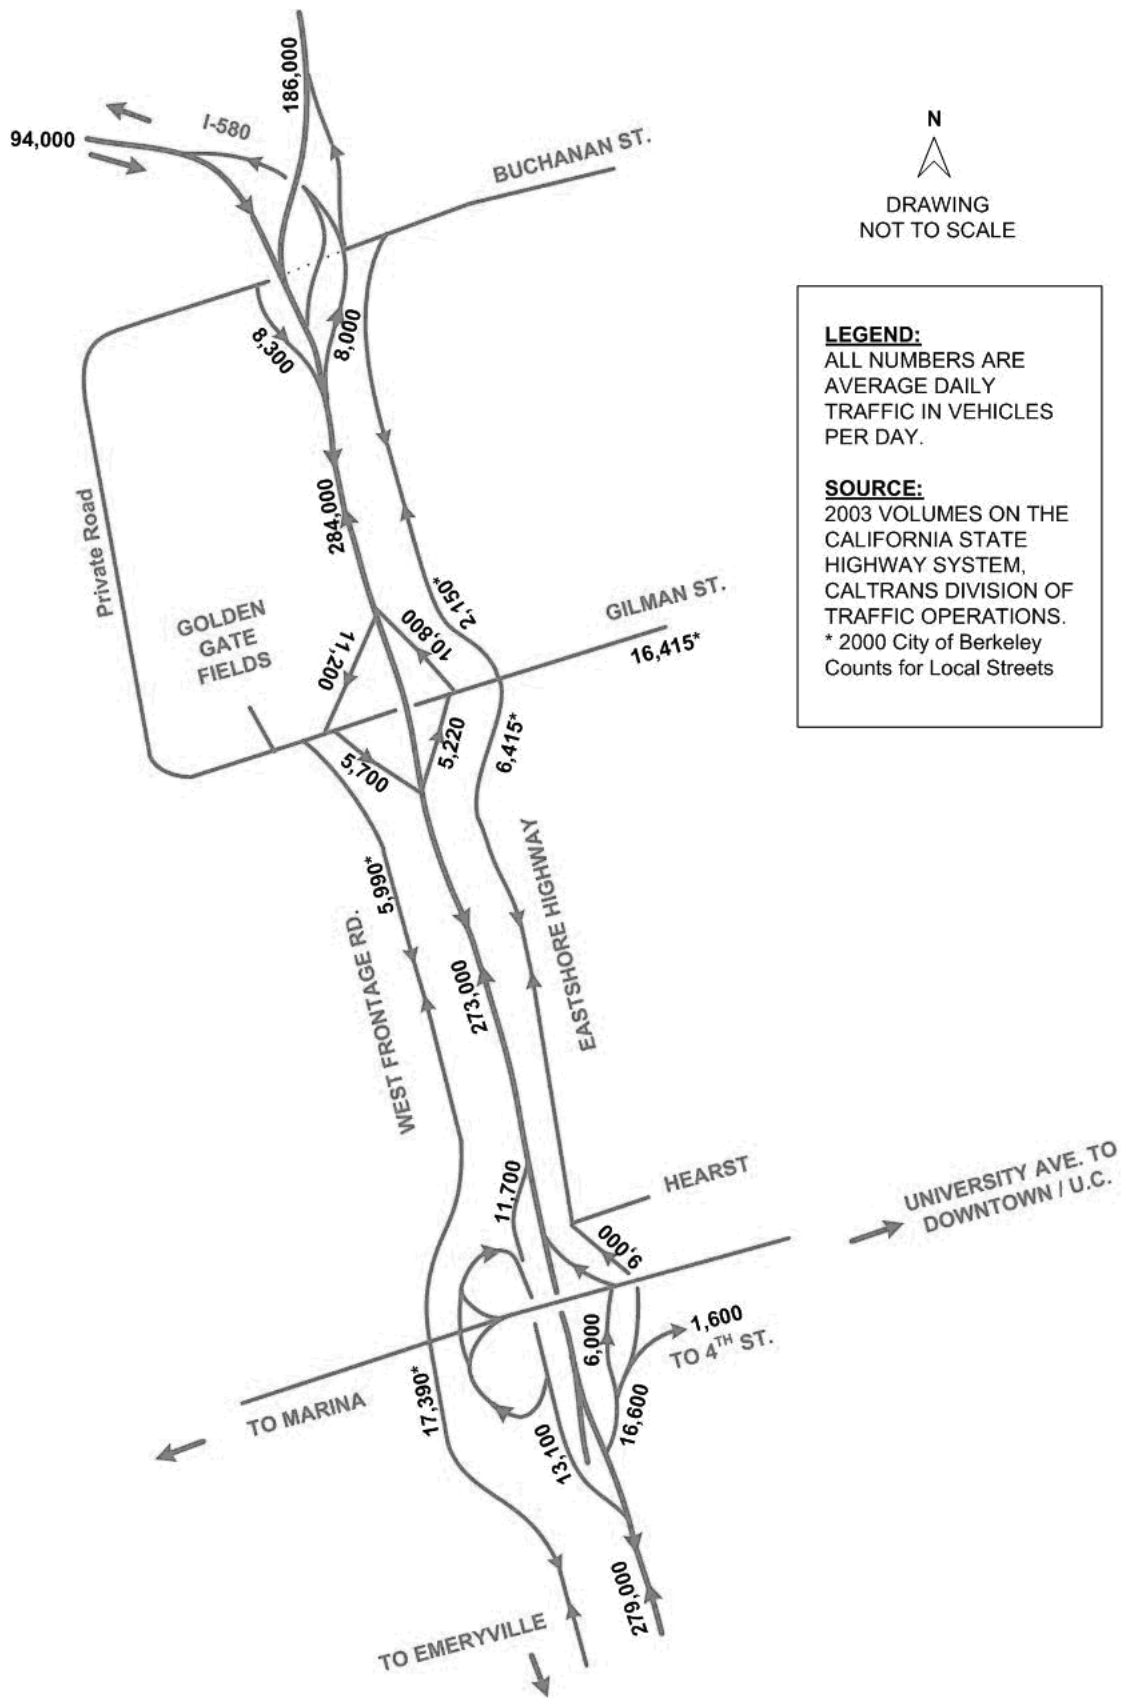 186,000
94,000
I-580
BUCHANAN ST.
N
DRAWING
NOT TO SCALE
8,300
8,000
LEGEND:
ALL NUMBERS ARE
AVERAGE DAILY
TRAFFIC IN VEHICLES
PER DAY.
SOURCE:
2003 VOLUMES ON THE
CALIFORNIA STATE
HIGHWAY SYSTEM,
CALTRANS DIVISION OF
TRAFFIC OPERATIONS.
* 2000 City of Berkeley
Counts for Local Streets
284,000
Private Road
GOLDEN
GATE
FIELDS
11,200
10,800
2,150*
GILMAN ST.
16,415*
5,700
5,220
6,415*
5,990*
WEST FRONTAGE RD.
273,000
EASTSHORE HIGHWAY
11,700
HEARST
9,000
UNIVERSITY AVE. TO
DOWNTOWN / U.C.
6,000
1,600
TO 4TH ST.
TO MARINA
17,390*
13,100
16,600
279,000
TO EMERYVILLE